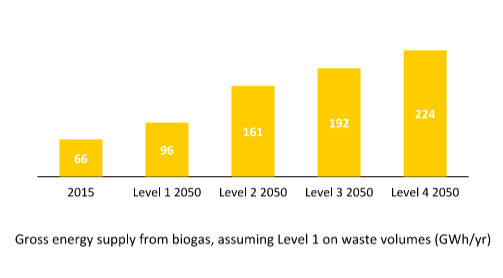 224
192
161
96
66
2015 Level 1 2050 Level 2 2050 Level 3 2050 Level 4 2050
Gross energy supply from biogas, assuming Level 1 on waste volumes (GWh/yr)